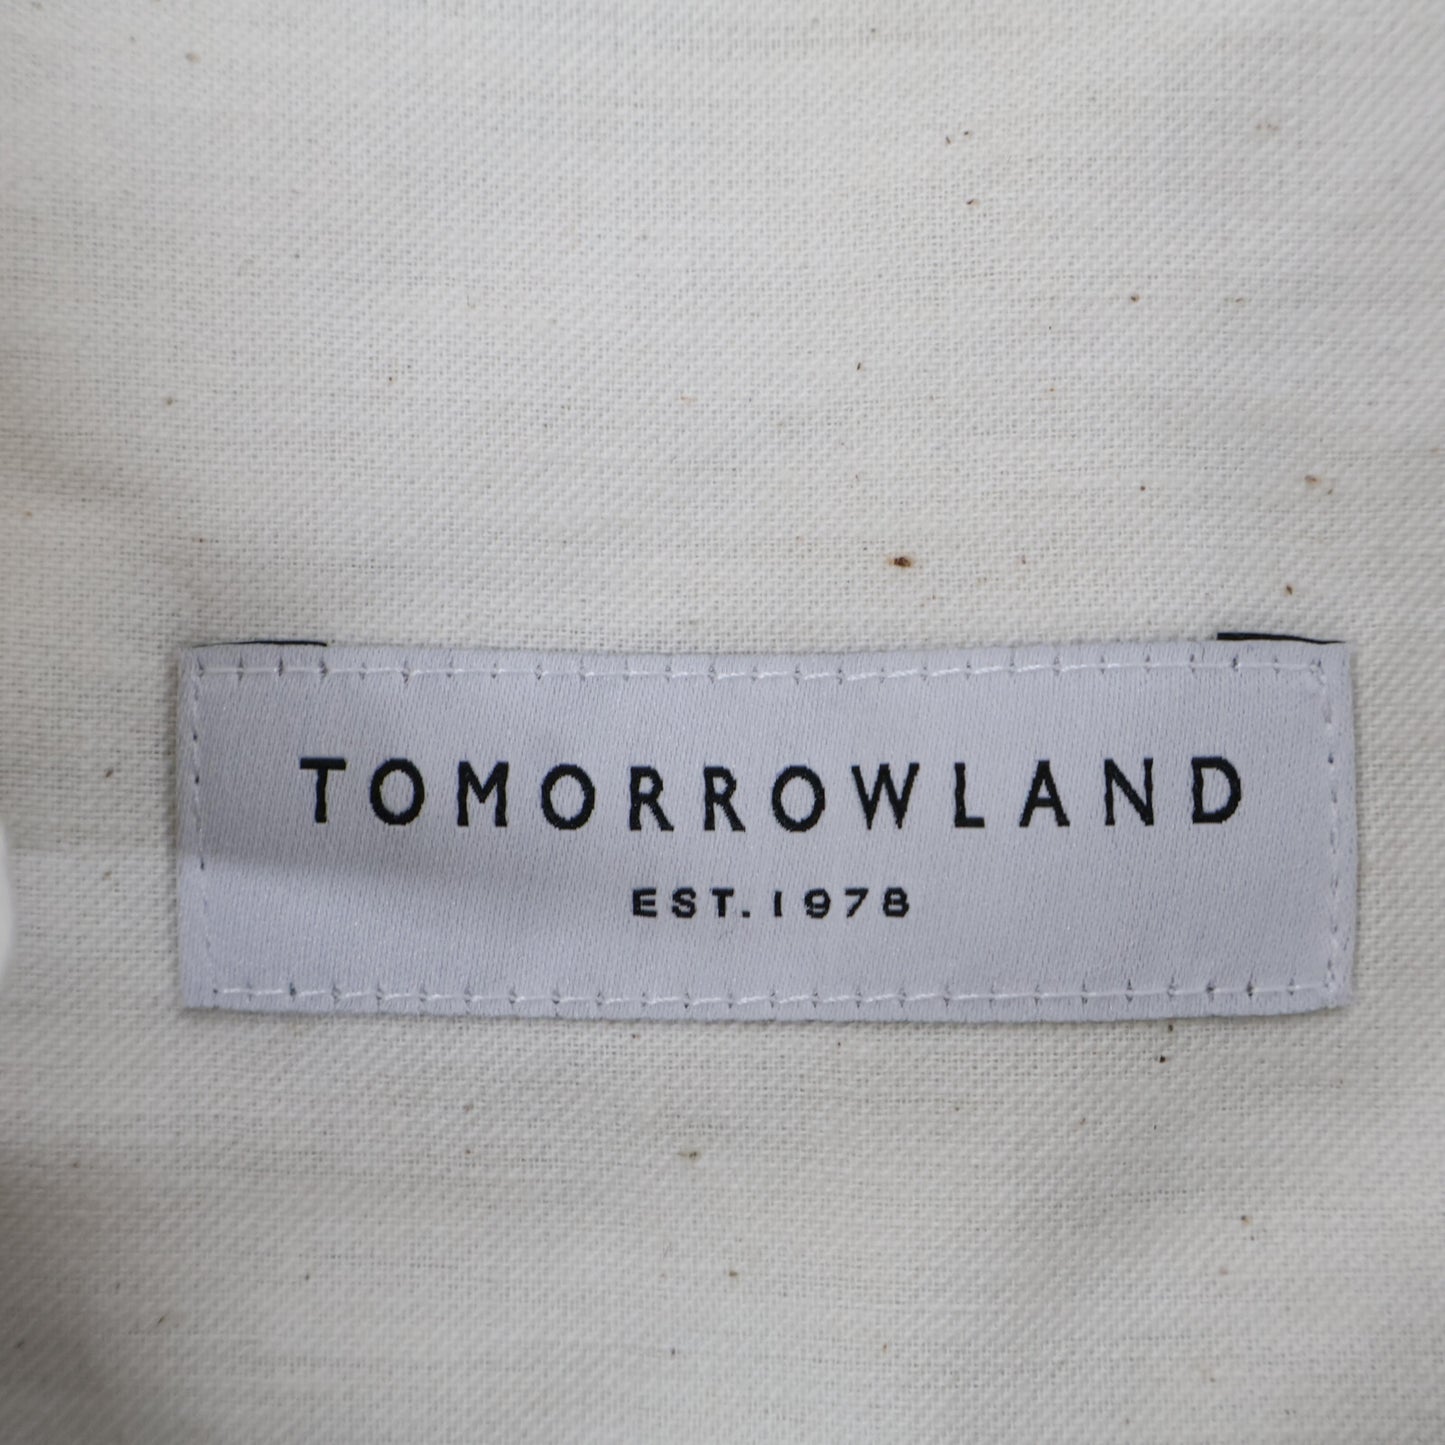 TOMORROWLAND
EST. 1978